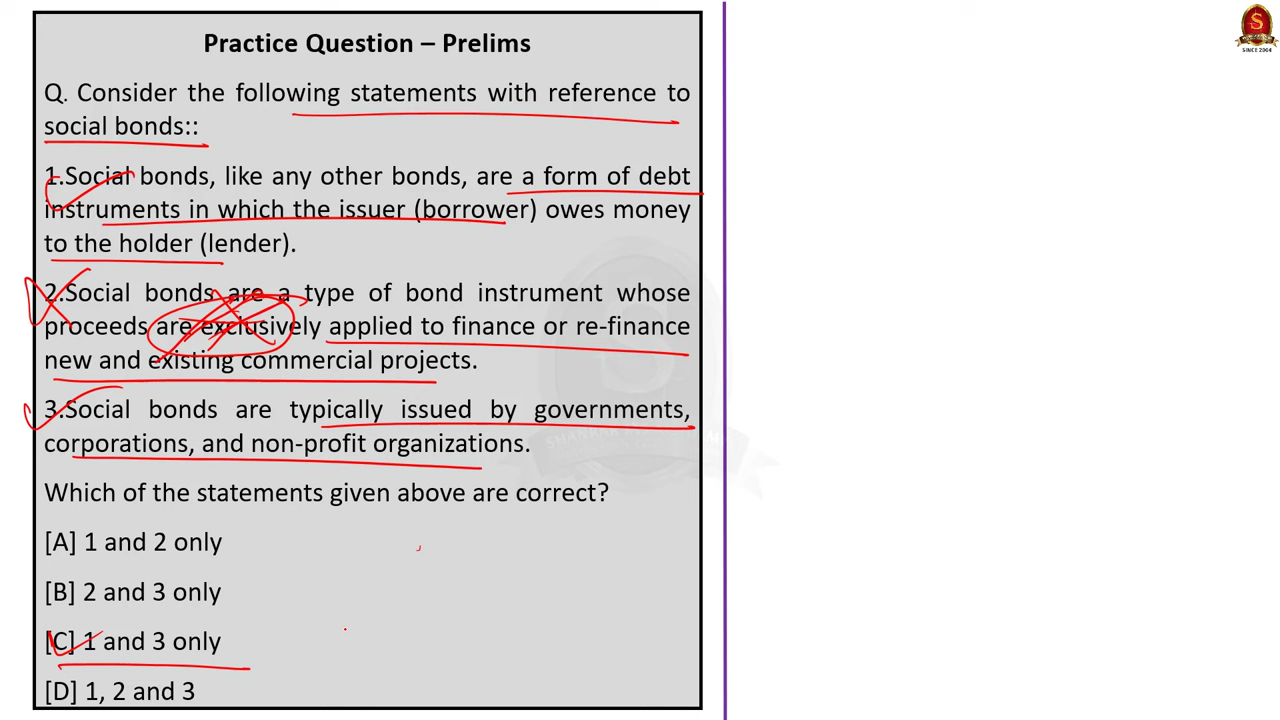 Practice Question – Prelims
Q. Consider the following statements with reference to
social bonds::
1.Social bonds, like any other bonds, are a form of debt
instruments in which the issuer (borrower) owes money
to the holder (lender).
2.Social bonds are a type of bond instrument whose
proceeds are exclusively applied to finance or re-finance
new and existing commercial projects.
3.Social bonds are typically issued by governments,
corporations, and non-profit organizations.
Which of the statements given above are correct?
[A] 1 and 2 only
[B] 2 and 3 only
[C] 1 and 3 only
[D] 1, 2 and 3
S
SINCE 2004